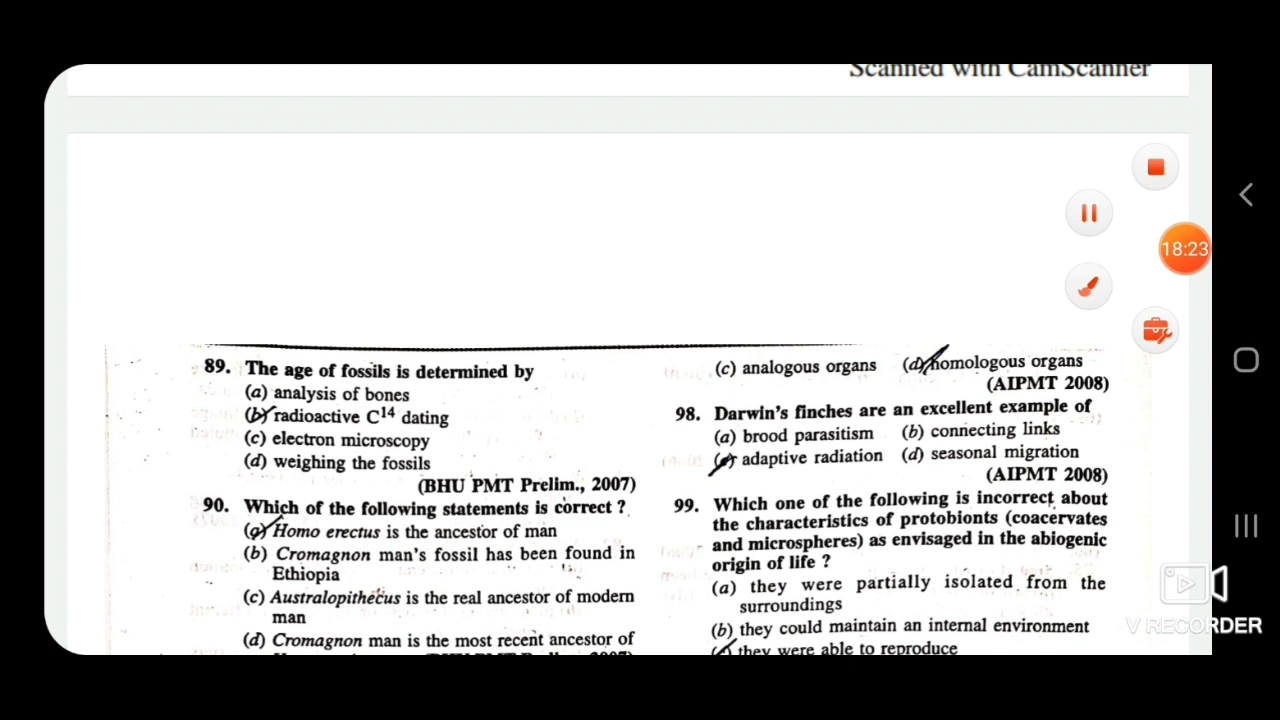 Scanned with CamScanner
18:23
89. The age of fossils is determined by
(a) analysis of bones
(b) radioactive C14 dating
(c) electron microscopy
(d) weighing the fossils
(BHU PMT Prelim., 2007)
90. Which of the following statements is correct ?
(a) Homo erectus is the ancestor of man
(b) Cromagnon man's fossil has been found in
Ethiopia
(c) Australopithecus is the real ancestor of modern
man
(d) Cromagnon man is the most recent ancestor of
(c) analogous organs (d) homologous organs
(AIPMT 2008)
98. Darwin's finches are an excellent example of
(a) brood parasitism (b) connecting links
(c) adaptive radiation (d) seasonal migration
(AIPMT 2008)
99. Which one of the following is incorrect about
the characteristics of protobionts (coacervates
and microspheres) as envisaged in the abiogenic
origin of life ?
(a) they were partially isolated from the
surroundings
(b) they could maintain an internal environment
(c) they were able to reproduce
V RECORDER